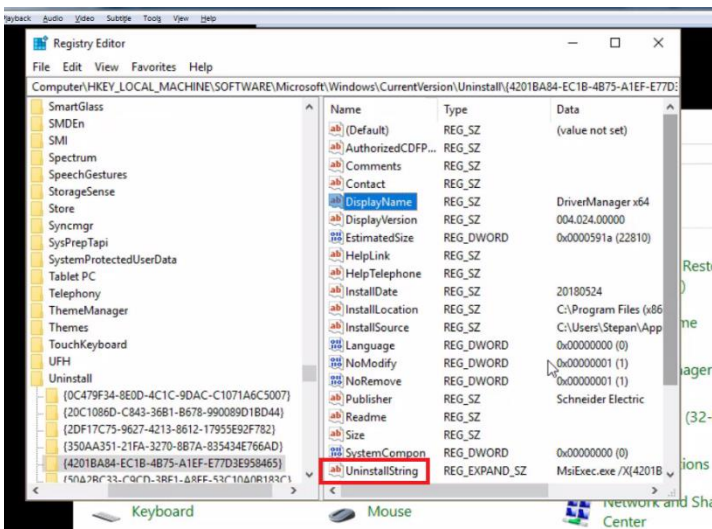 Playback Audio Video Subtitle Tools View Help
Registry Editor
File Edit View Favorites Help
Computer\HKEY_LOCAL_MACHINE\SOFTWARE\Microsoft\Windows\CurrentVersion\Uninstall\{4201BA84-EC1B-4B75-A1EF-E77D3
SmartGlass
SMDEn
SMI
Spectrum
SpeechGestures
StorageSense
Store
Syncmgr
SysPrepTapi
SystemProtectedUserData
Tablet PC
Telephony
ThemeManager
Themes
TouchKeyboard
UFH
Uninstall
{0C479F34-8E0D-4C1C-9DAC-C1071A6C5007}
{20C1086D-C843-36B1-B678-990089D1BD44}
{2DF17C75-9627-4213-8612-17955E92F782}
{350AA351-21FA-3270-8B7A-835434E766AD}
{4201BA84-EC1B-4B75-A1EF-E77D3E958465}
{50A2BC33-C9CD-3BF1-A8FF-53C10A0B183C}
Name Type Data
(Default) REG_SZ (value not set)
AuthorizedCDFP... REG_SZ
Comments REG_SZ
Contact REG_SZ
DisplayName REG_SZ DriverManager x64
DisplayVersion REG_SZ 004.024.00000
EstimatedSize REG_DWORD 0x0000591a (22810)
HelpLink REG_SZ
HelpTelephone REG_SZ
InstallDate REG_SZ 20180524
InstallLocation REG_SZ C:\Program Files (x86
InstallSource REG_SZ C:\Users\Stepan\App
Language REG_DWORD 0x00000000 (0)
NoModify REG_DWORD 0x00000001 (1)
NoRemove REG_DWORD 0x00000001 (1)
Publisher REG_SZ Schneider Electric
Readme REG_SZ
Size REG_SZ
SystemCompon REG_DWORD 0x00000000 (0)
UninstallString REG_EXPAND_SZ MsiExec.exe /X{4201B
Keyboard
Mouse
Network and Sha
Center
(32-